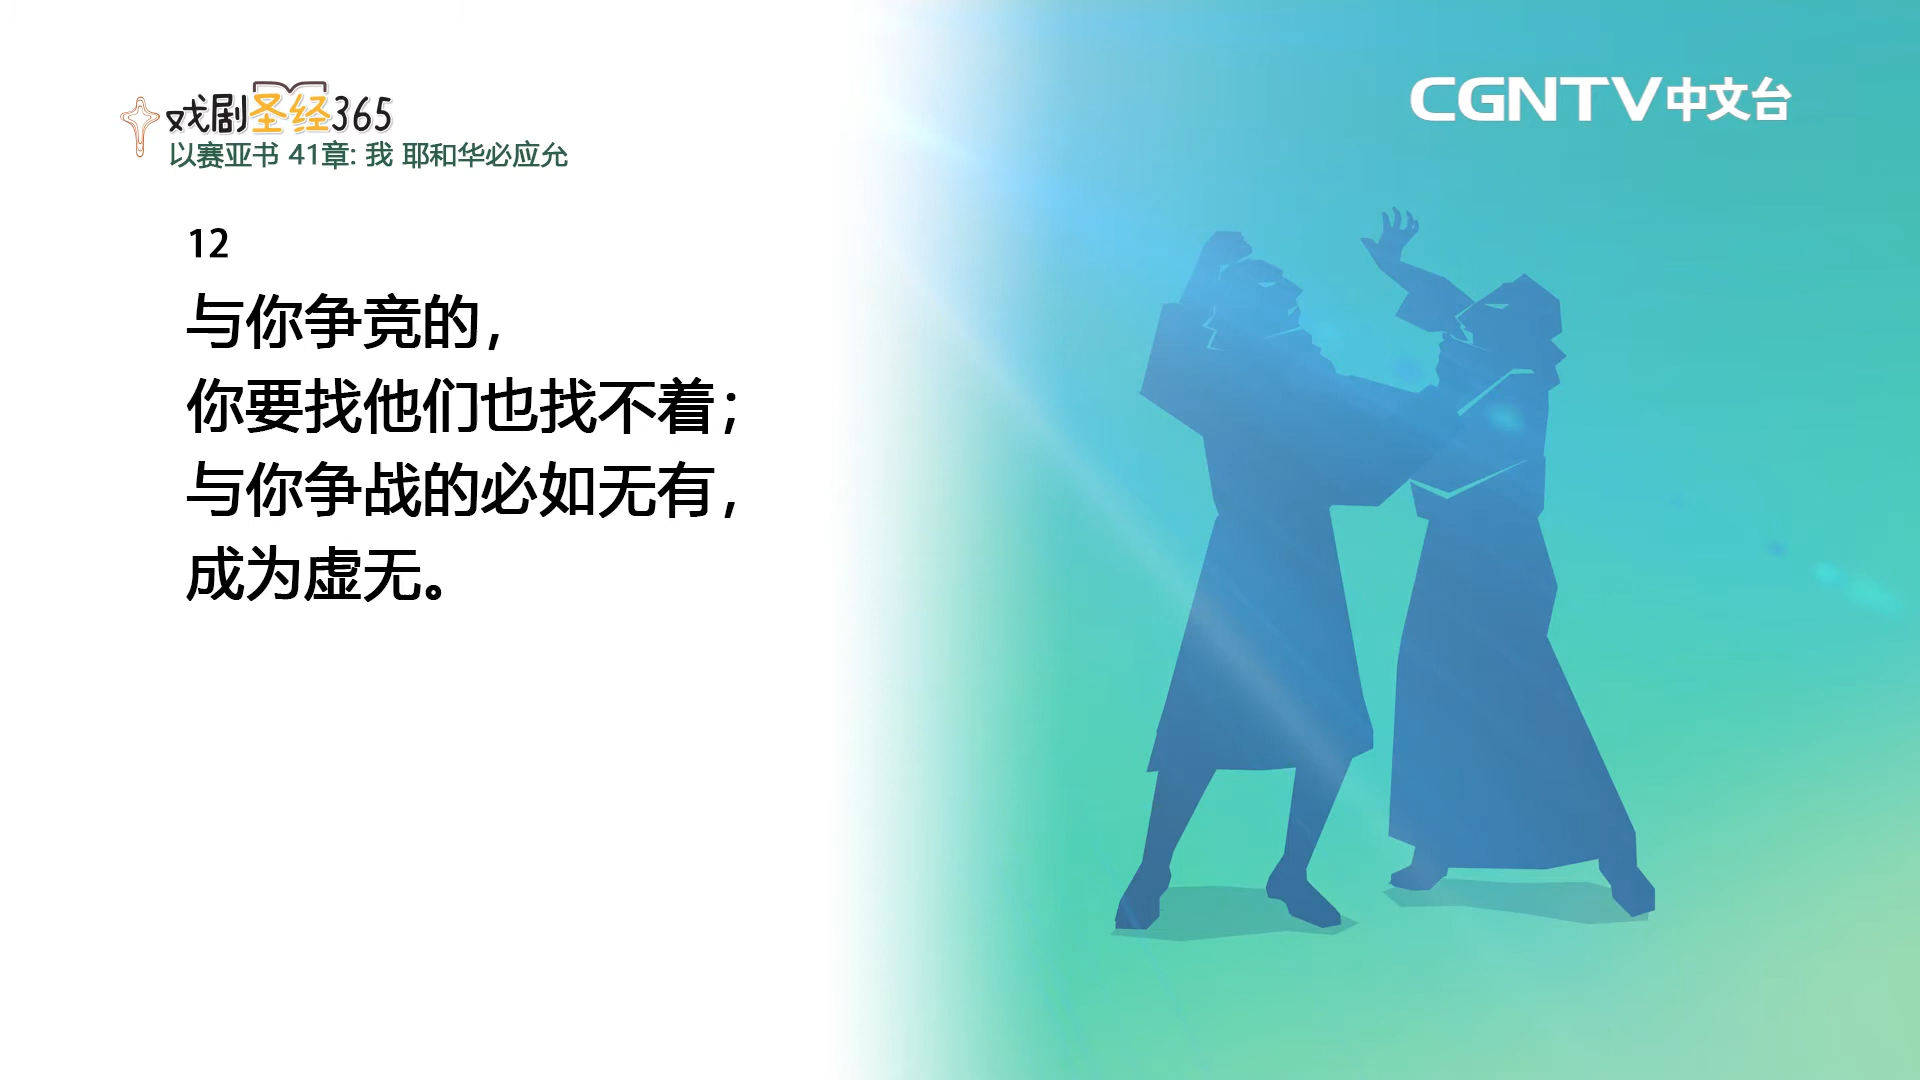 戏剧圣经365
CGNTV中文台
以赛亚书 41章: 我 耶和华必应允
12
与你争竞的，
你要找他们也找不着；
与你争战的必如无有，
成为虚无。